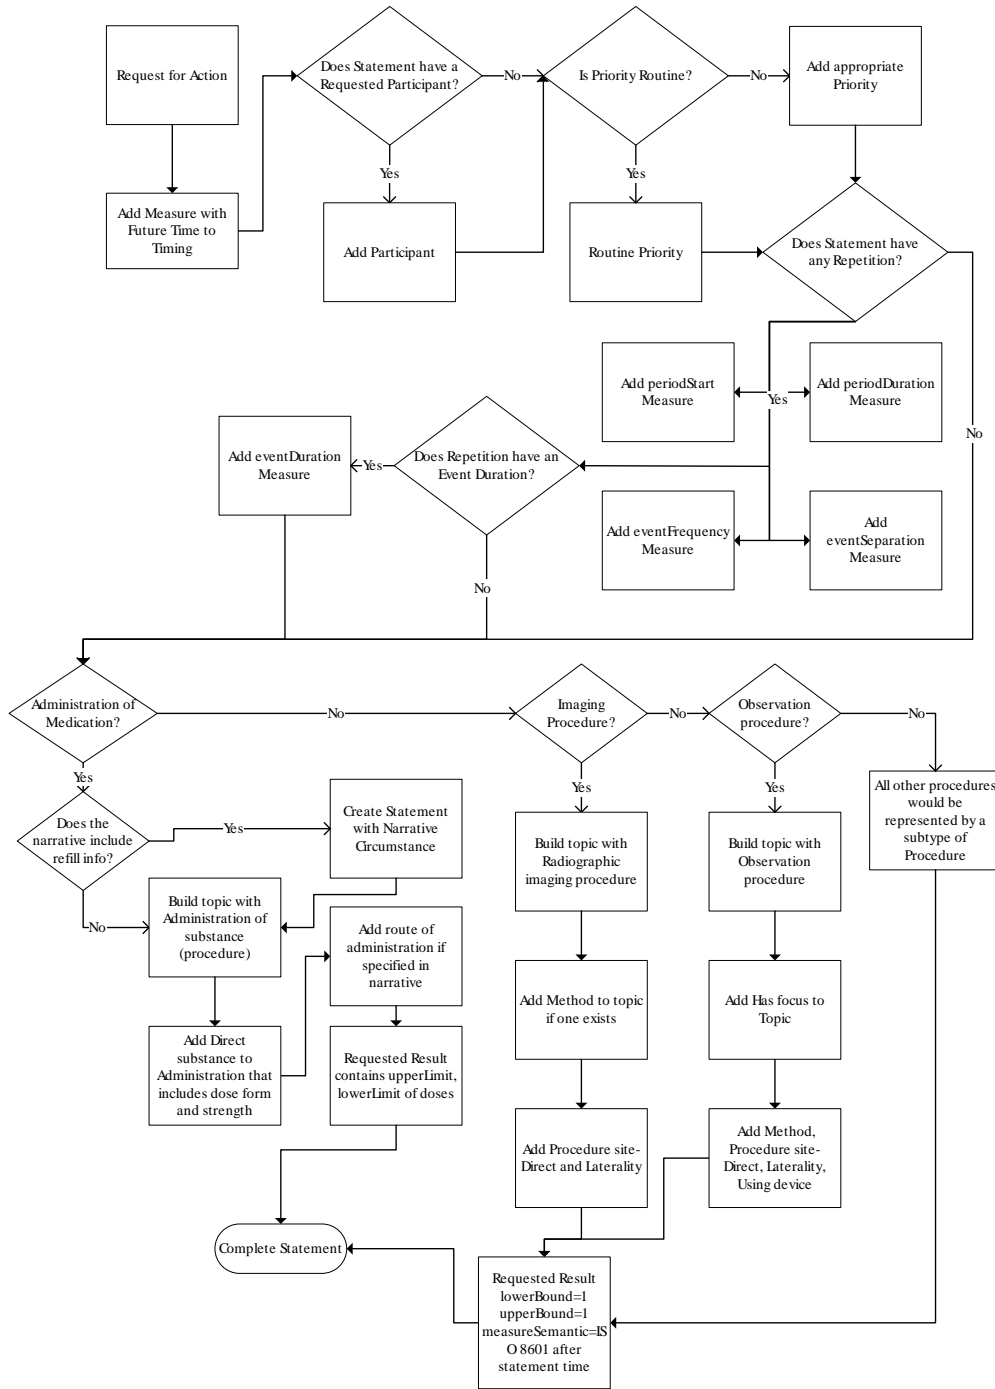 Request for Action
Does Statement have a
Requested Participant?
No
Is Priority Routine?
No
Add appropriate
Priority
Yes
Yes
Add Measure with
Future Time to
Timing
Add Participant
Routine Priority
Does Statement have
any Repetition?
Add periodStart
Measure
Yes
Add periodDuration
Measure
No
Add eventDuration
Measure
Yes
Does Repetition have an
Event Duration?
Add eventFrequency
Measure
Add
eventSeparation
Measure
No
Administration of
Medication?
No
Imaging
Procedure?
No
Observation
procedure?
No
Yes
Yes
Yes
All other procedures
would be
represented by a
subtype of
Procedure
Does the
narrative include
refill info?
Yes
Create Statement
with Narrative
Circumstance
Build topic with
Radiographic
imaging procedure
Build topic with
Observation
procedure
No
Build topic with
Administration of
substance
(procedure)
Add route of
administration if
specified in
narrative
Add Method to topic
if one exists
Add Has focus to
Topic
Add Direct
substance to
Administration that
includes dose form
and strength
Requested Result
contains upperLimit,
lowerLimit of doses
Add Procedure site-
Direct and Laterality
Add Method,
Procedure site-
Direct, Laterality,
Using device
Complete Statement
Requested Result
lowerBound=1
upperBound=1
measureSemantic=IS
O 8601 after
statement time